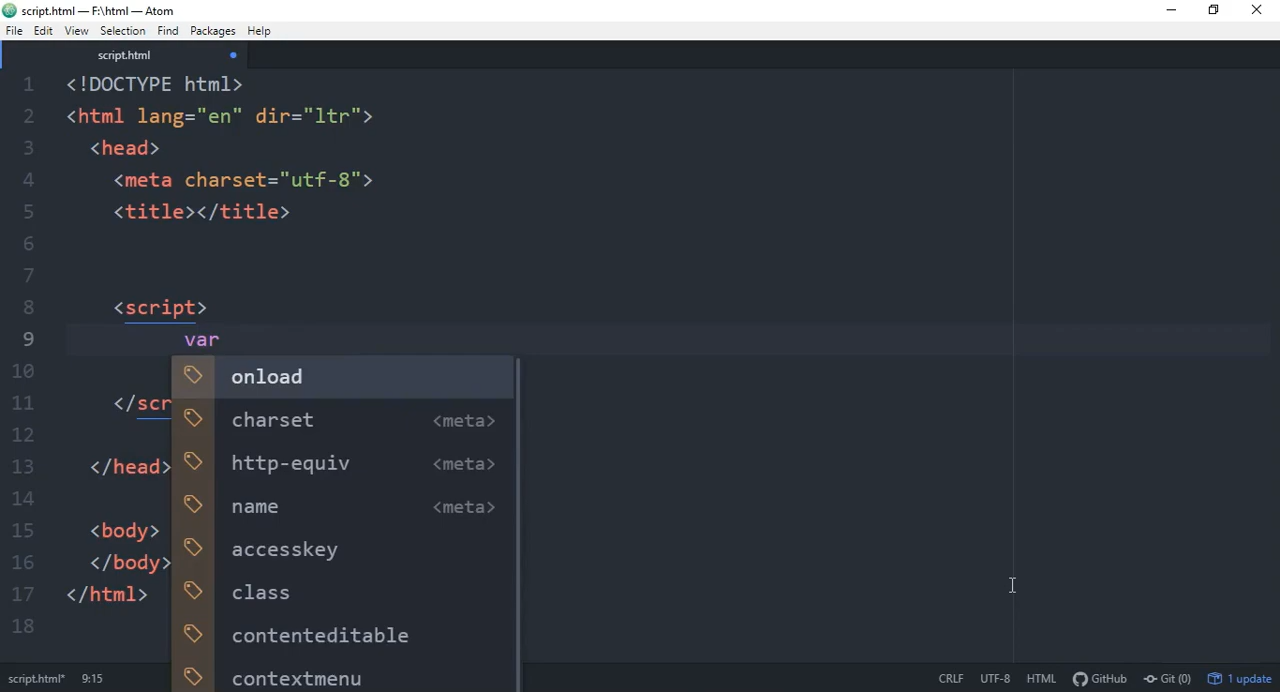 script.html — F:\html — Atom
File Edit View Selection Find Packages Help
script.html
1 <!DOCTYPE html>
2 <html lang="en" dir="ltr">
3 <head>
4 <meta charset="utf-8">
5 <title></title>
6
7
8 <script>
9 var
10
11 </scr
12
13 </head>
14
15 <body>
16 </body>
17 </html>
18
onload
charset <meta>
http-equiv <meta>
name <meta>
accesskey
class
contenteditable
contextmenu
script.html* 9:15 CRLF UTF-8 HTML GitHub Git (0) 1 update